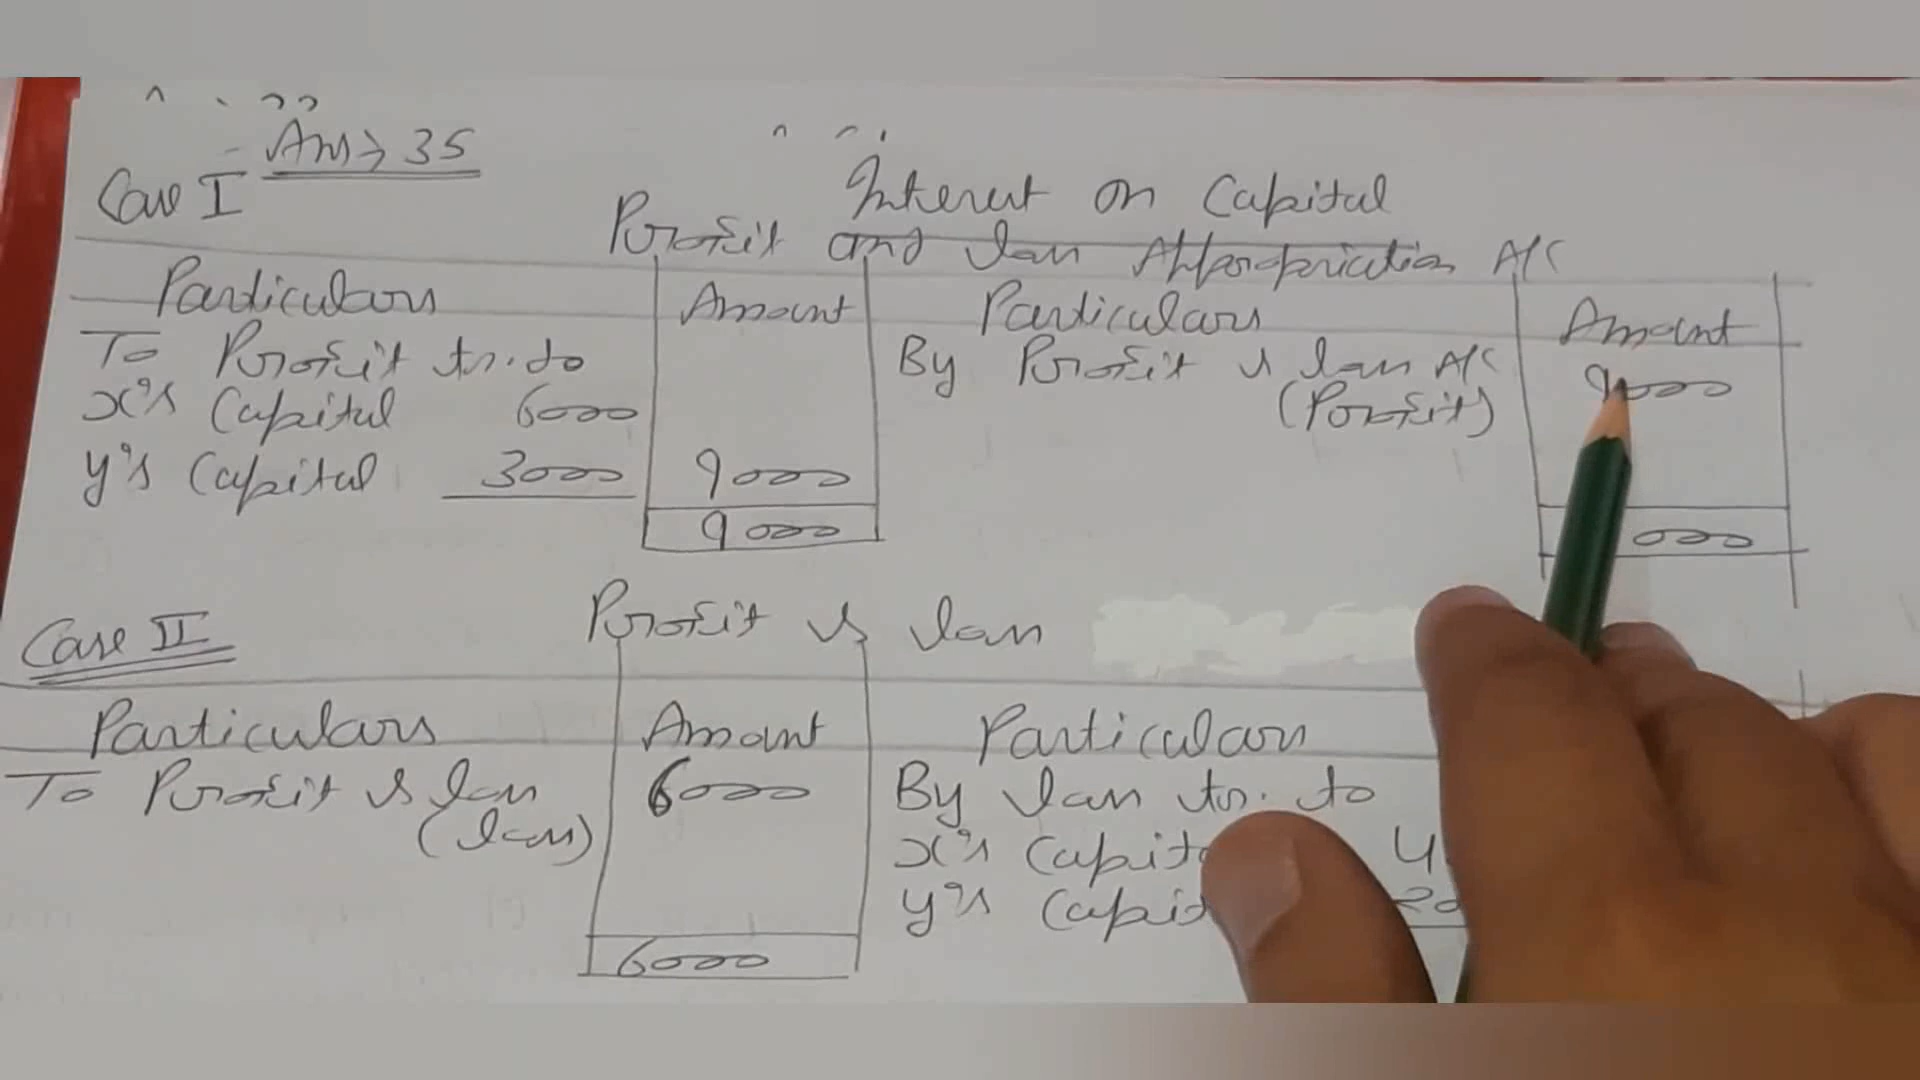 Ans → 35
Case I
Interest on Capital
Profit and Loss Appropriation A/C
Particulars Amount Particulars Amount
To Profit tr. to By Profit & Loss A/C 9000
x's Capital 6000 (Profit)
y's Capital 3000 9000
9000 000
Case II Profit & Loss
Particulars Amount Particulars
To Profit & Loss 6000 By Loss tr. to
(Loss) x's 4
y's
6000